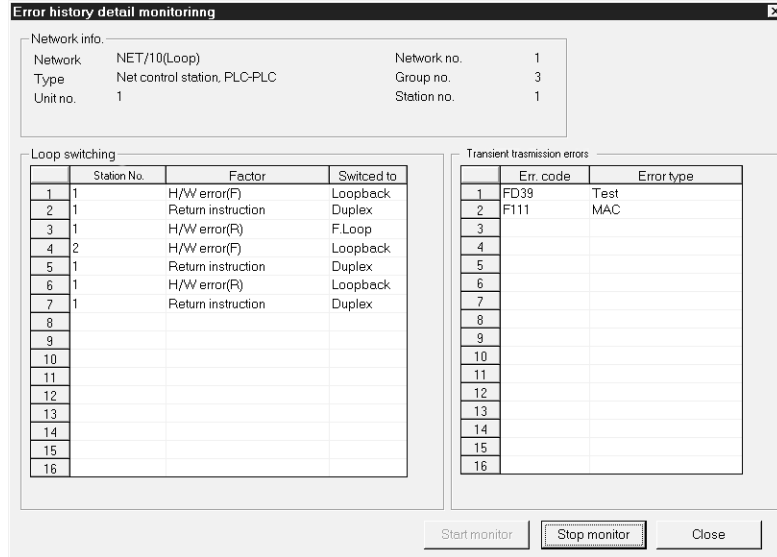 Error history detail monitorinng
Network info.
Network NET/10(Loop) Network no. 1
Type Net control station, PLC-PLC Group no. 3
Unit no. 1 Station no. 1
Loop switching
Station No. Factor Switced to
1 1 H/W error(F) Loopback
2 1 Return instruction Duplex
3 1 H/W error(R) F.Loop
4 2 H/W error(F) Loopback
5 1 Return instruction Duplex
6 1 H/W error(R) Loopback
7 1 Return instruction Duplex
8
9
10
11
12
13
14
15
16
Transient trasmission errors
Err. code Error type
1 FD39 Test
2 F111 MAC
3
4
5
6
7
8
9
10
11
12
13
14
15
16
Start monitor Stop monitor Close